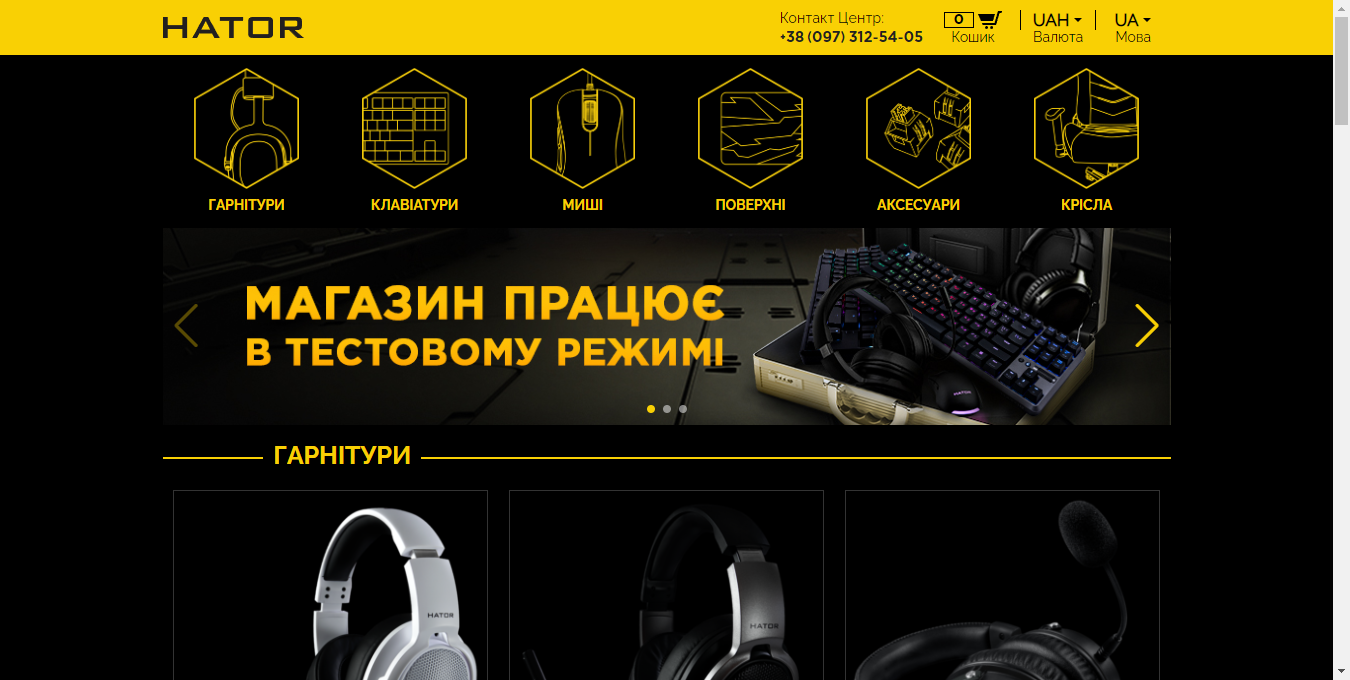 HATOR
Контакт Центр:
+38 (097) 312-54-05
0
Кошик
UAH
Валюта
UA
Мова
ГАРНІТУРИ
КЛАВІАТУРИ
МИШІ
ПОВЕРХНІ
АКСЕСУАРИ
КРІСЛА
МАГАЗИН ПРАЦЮЄ
В ТЕСТОВОМУ РЕЖИМІ
HATOR
ГАРНІТУРИ
HATOR
HATOR